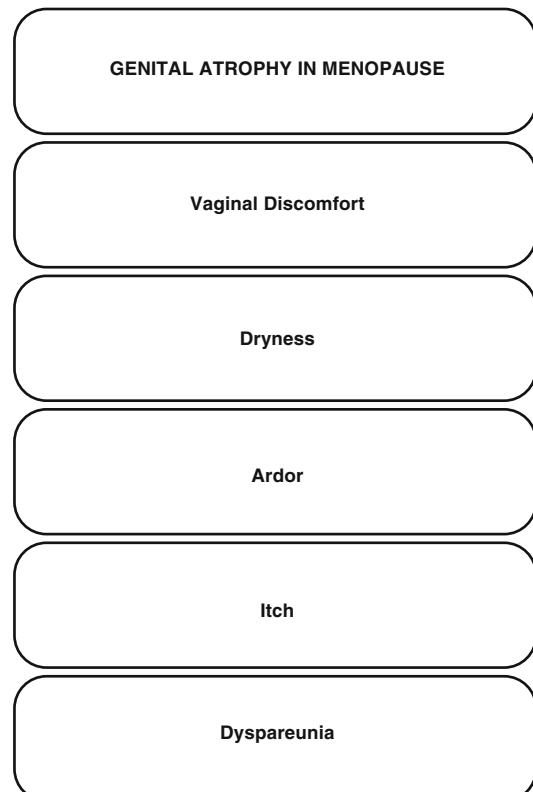 GENITAL ATROPHY IN MENOPAUSE
Vaginal Discomfort
Dryness
Ardor
Itch
Dyspareunia